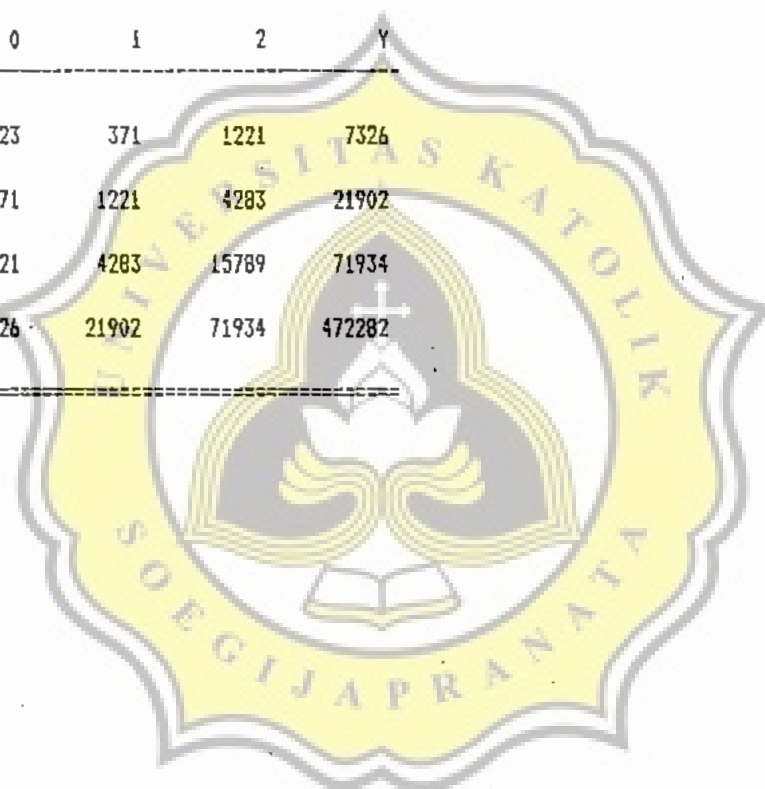 0 1 2 Y
23 371 1221 7326
71 1221 4283 21902
21 4283 15789 71934
26 21902 71934 472282
UNIVERSITAS KATOLIK
SOEGIJAPRANATA